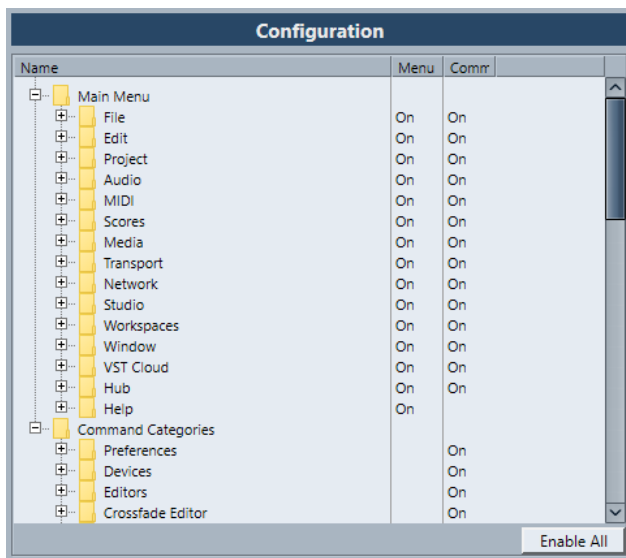 Configuration
Name Menu Comm
Main Menu
File On On
Edit On On
Project On On
Audio On On
MIDI On On
Scores On On
Media On On
Transport On On
Network On On
Studio On On
Workspaces On On
Window On On
VST Cloud On On
Hub On On
Help On
Command Categories
Preferences On
Devices On
Editors On
Crossfade Editor On
Enable All